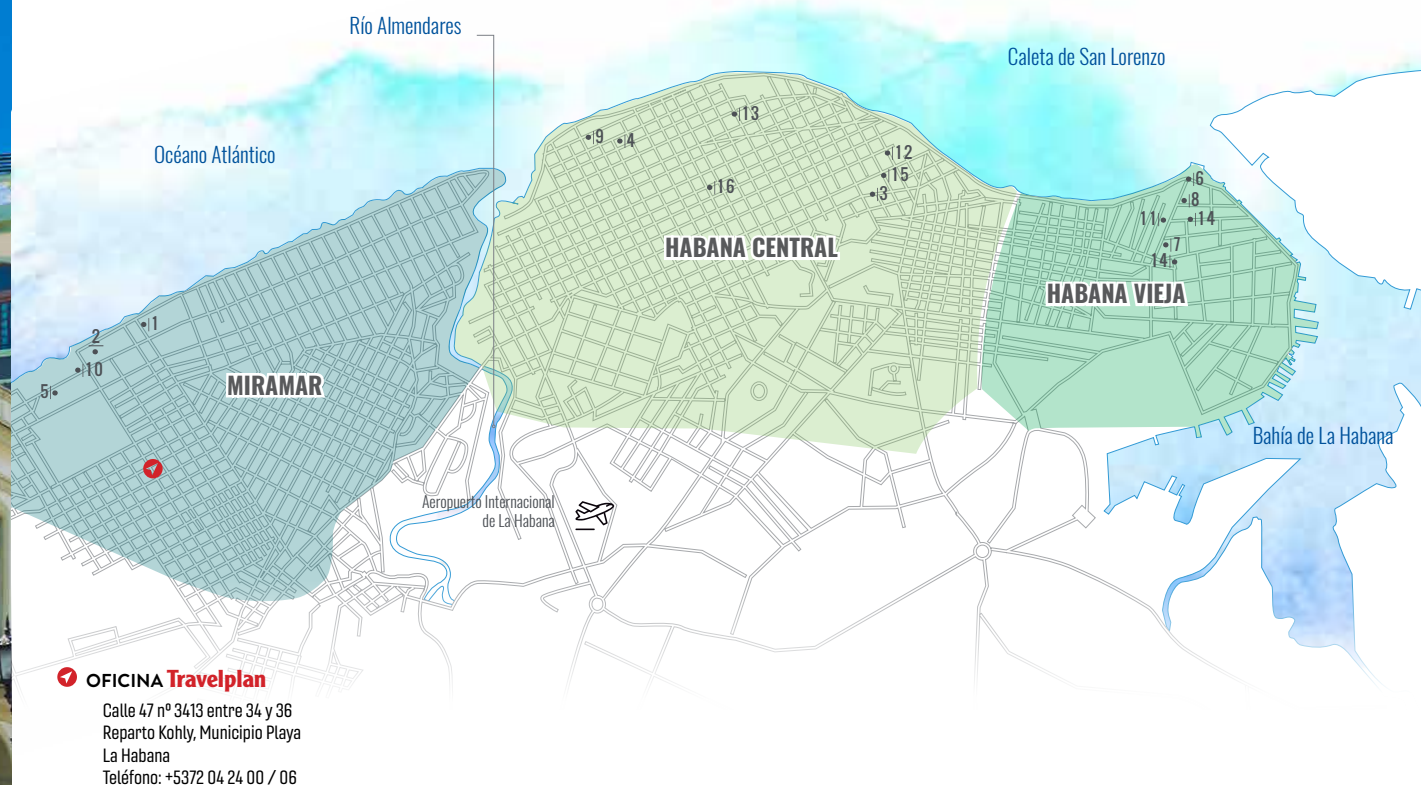 Río Almendares
Caleta de San Lorenzo
Océano Atlántico
13
9
4
12
15
16
3
6
8
11
14
7
14
HABANA CENTRAL
HABANA VIEJA
1
2
10
5
MIRAMAR
Bahía de La Habana
Aeropuerto Internacional
de La Habana
OFICINA Travelplan
Calle 47 nº 3413 entre 34 y 36
Reparto Kohly, Municipio Playa
La Habana
Teléfono: +5372 04 24 00 / 06